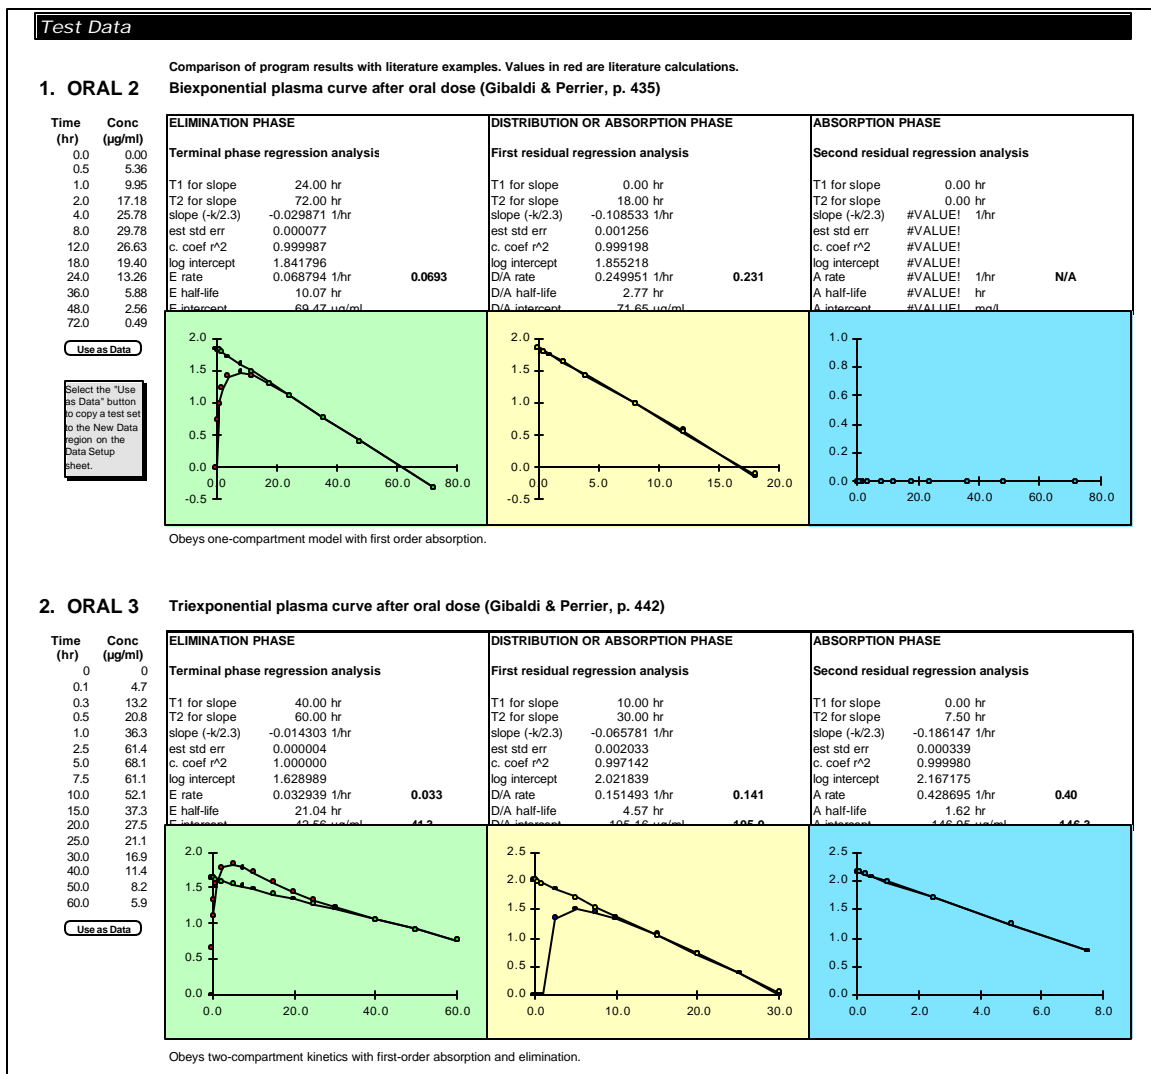 Test Data
Comparison of program results with literature examples. Values in red are literature calculations.
1. ORAL 2 Biexponential plasma curve after oral dose (Gibaldi & Perrier, p. 435)
Time Conc
(hr) (µg/ml)
0.0 0.00
0.5 5.36
1.0 9.95
2.0 17.18
4.0 25.78
8.0 29.78
12.0 26.63
18.0 19.40
24.0 13.26
36.0 5.88
48.0 2.56
72.0 0.49
Use as Data
Select the "Use
as Data" button
to copy a test set
to the New Data
region on the
Data Setup
sheet.
ELIMINATION PHASE
Terminal phase regression analysis
T1 for slope 24.00 hr
T2 for slope 72.00 hr
slope (-k/2.3) -0.029871 1/hr
est std err 0.000077
c. coef r^2 0.999987
log intercept 1.841796
E rate 0.068794 1/hr 0.0693
E half-life 10.07 hr
E intercept 69.47 ug/ml
DISTRIBUTION OR ABSORPTION PHASE
First residual regression analysis
T1 for slope 0.00 hr
T2 for slope 18.00 hr
slope (-k/2.3) -0.108533 1/hr
est std err 0.001256
c. coef r^2 0.999198
log intercept 1.855218
D/A rate 0.249951 1/hr 0.231
D/A half-life 2.77 hr
D/A intercept 71.65 ug/ml
ABSORPTION PHASE
Second residual regression analysis
T1 for slope 0.00 hr
T2 for slope 0.00 hr
slope (-k/2.3) #VALUE! 1/hr
est std err #VALUE!
c. coef r^2 #VALUE!
log intercept #VALUE!
A rate #VALUE! 1/hr N/A
A half-life #VALUE! hr
A intercept #VALUE! mg/l
2.0
1.5
1.0
0.5
0.0
-0.5
0.0 20.0 40.0 60.0 80.0
2.0
1.5
1.0
0.5
0.0
-0.5
0.0 5.0 10.0 15.0 20.0
1.0
0.8
0.6
0.4
0.2
0.0
0.0 20.0 40.0 60.0 80.0
Obeys one-compartment model with first order absorption.
2. ORAL 3 Triexponential plasma curve after oral dose (Gibaldi & Perrier, p. 442)
Time Conc
(hr) (µg/ml)
0 0
0.1 4.7
0.3 13.2
0.5 20.8
1.0 36.3
2.5 61.4
5.0 68.1
7.5 61.1
10.0 52.1
15.0 37.3
20.0 27.5
25.0 21.1
30.0 16.9
40.0 11.4
50.0 8.2
60.0 5.9
Use as Data
ELIMINATION PHASE
Terminal phase regression analysis
T1 for slope 40.00 hr
T2 for slope 60.00 hr
slope (-k/2.3) -0.014303 1/hr
est std err 0.000004
c. coef r^2 1.000000
log intercept 1.628989
E rate 0.032939 1/hr 0.033
E half-life 21.04 hr
E intercept 42.56 ug/ml 41.3
DISTRIBUTION OR ABSORPTION PHASE
First residual regression analysis
T1 for slope 10.00 hr
T2 for slope 30.00 hr
slope (-k/2.3) -0.065781 1/hr
est std err 0.002033
c. coef r^2 0.997142
log intercept 2.021839
D/A rate 0.151493 1/hr 0.141
D/A half-life 4.57 hr
D/A intercept 105.16 ug/ml
ABSORPTION PHASE
Second residual regression analysis
T1 for slope 0.00 hr
T2 for slope 7.50 hr
slope (-k/2.3) -0.186147 1/hr
est std err 0.000339
c. coef r^2 0.999980
log intercept 2.167175
A rate 0.428695 1/hr 0.40
A half-life 1.62 hr
A intercept 146.95 ug/ml 146.3
2.0
1.5
1.0
0.5
0.0
0.0 20.0 40.0 60.0
2.5
2.0
1.5
1.0
0.5
0.0
0.0 10.0 20.0 30.0
2.5
2.0
1.5
1.0
0.5
0.0
0.0 2.0 4.0 6.0 8.0
Obeys two-compartment kinetics with first-order absorption and elimination.